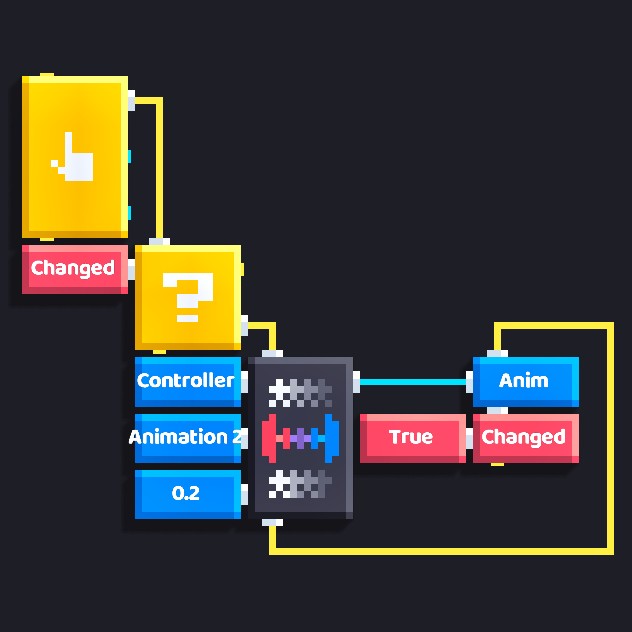 Changed
?
Controller
Anim
Animation 2
True
Changed
0.2